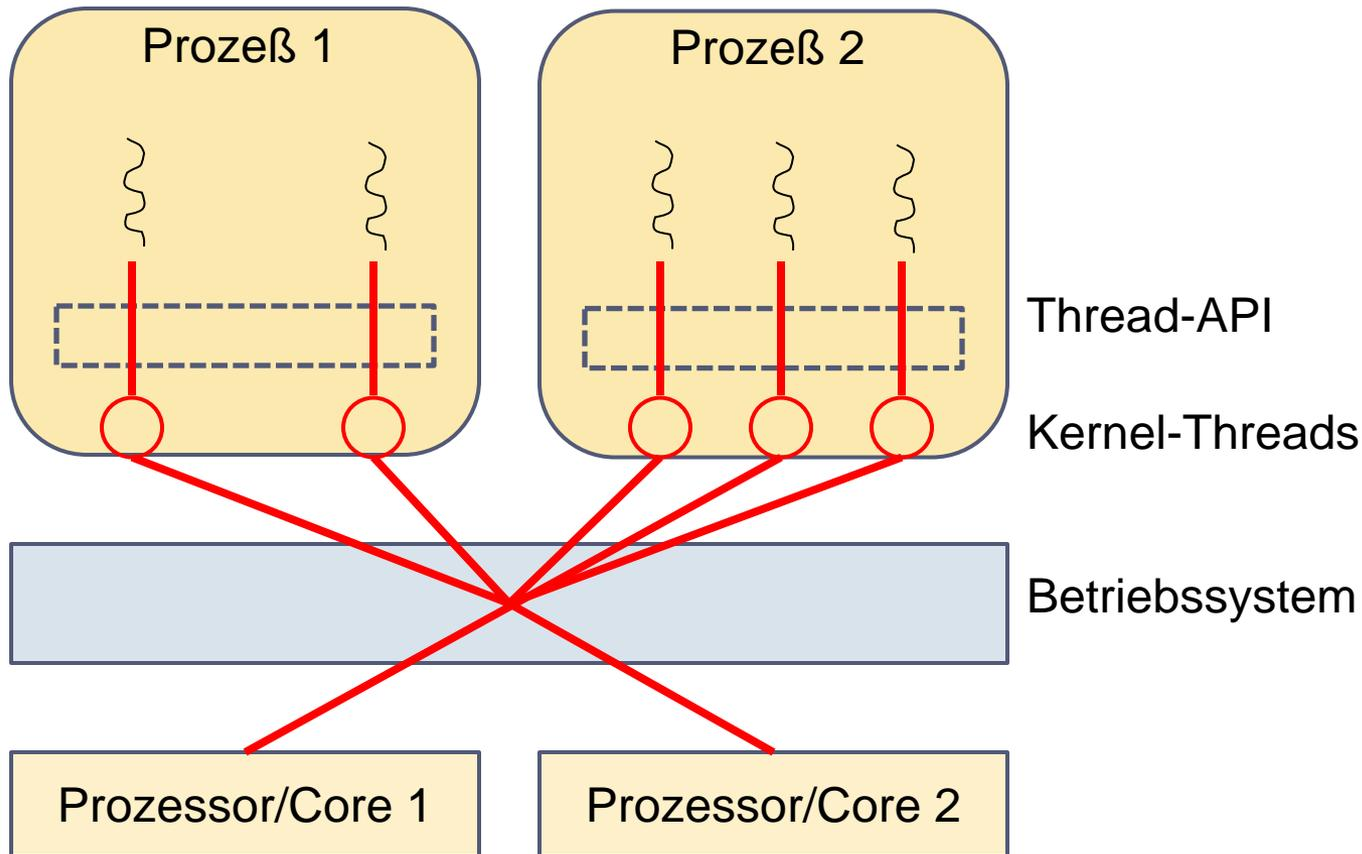 Prozeß 1
Prozeß 2
Thread-API
Kernel-Threads
Betriebssystem
Prozessor/Core 1
Prozessor/Core 2